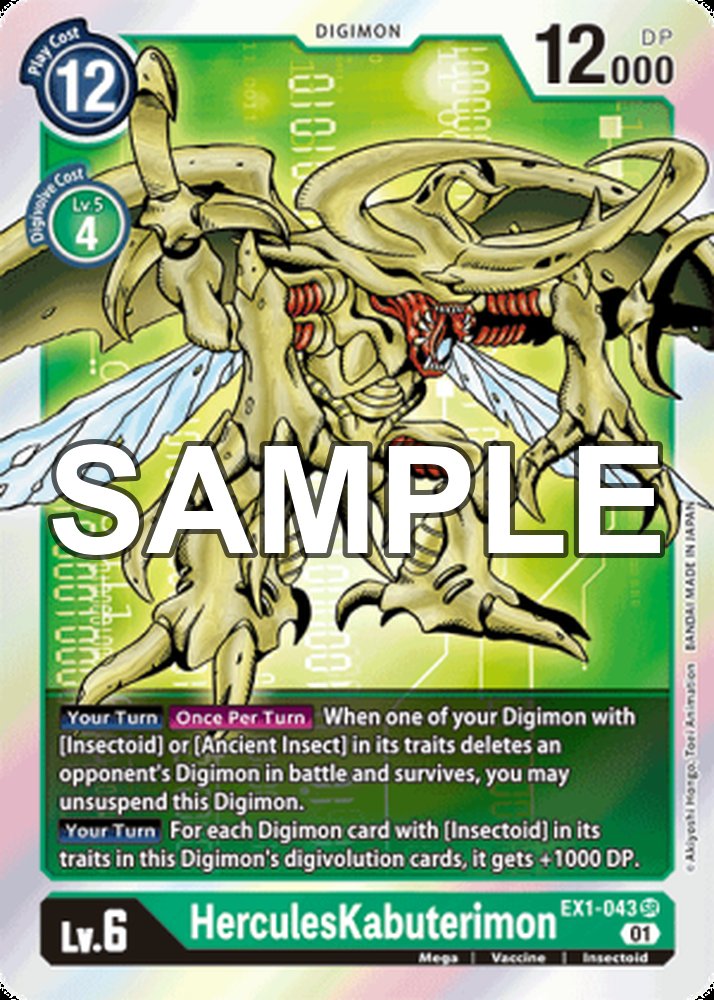 DIGIMON
Play Cost
12
DP
12000
Digivolve Cost
Lv.5
4
SAMPLE
Your Turn Once Per Turn When one of your Digimon with
[Insectoid] or [Ancient Insect] in its traits deletes an
opponent's Digimon in battle and survives, you may
unsuspend this Digimon.
Your Turn For each Digimon card with [Insectoid] in its
traits in this Digimon's digivolution cards, it gets +1000 DP.
© Akiyoshi Hongo, Toei Animation BANDAI MADE IN JAPAN
Lv.6
HerculesKabuterimon
EX1-043 SR
01
Mega | Vaccine | Insectoid